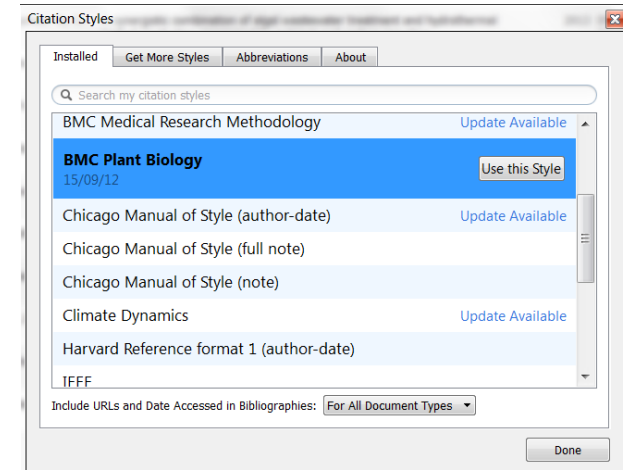 Citation Styles
Installed Get More Styles Abbreviations About
Search my citation styles
BMC Medical Research Methodology Update Available
BMC Plant Biology
15/09/12
Use this Style
Chicago Manual of Style (author-date) Update Available
Chicago Manual of Style (full note)
Chicago Manual of Style (note)
Climate Dynamics Update Available
Harvard Reference format 1 (author-date)
IEEE
Include URLs and Date Accessed in Bibliographies: For All Document Types
Done